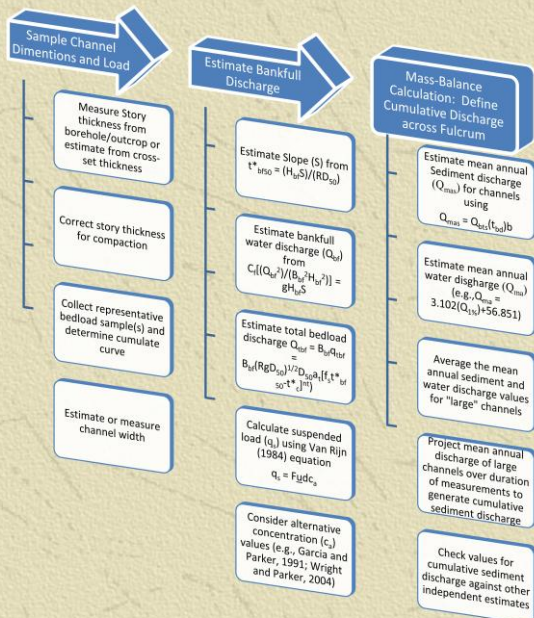 Sample Channel
Dimentions and Load
Measure Story
thickness from
borehole/outcrop or
estimate from cross-
set thickness
Correct story thickness
for compaction
Collect representative
bedload sample(s) and
determine cumulate
curve
Estimate or measure
channel width
Estimate Bankfull
Discharge
Estimate Slope (S) from
t*bf50 = (HbfS)/(RD50)
Estimate bankfull
water discharge (Qbf)
from
Cf[(Qbf²)/(Bbf²Hbf²)] =
gHbfS
Estimate total bedload
discharge Qtbf = Bbfqtbf
=
Bbf(RgD50)^1/2D50at[fst*bf
50-t*c]^nt)
Calculate suspended
load (qs) using Van Rijn
(1984) equation
qs = Fudca
Consider alternative
concentration (ca)
values (e.g., Garcia and
Parker, 1991; Wright
and Parker, 2004)
Mass-Balance
Calculation: Define
Cumulative Discharge
across Fulcrum
Estimate mean annual
Sediment discharge
(Qmas) for channels
using
Qmas = Qbts(tbd)b
Estimate mean annual
water dispharge (Qma)
(e.g.,Qma =
3.102(Q1%)+56.851)
Average the mean
annual sediment and
water discharge values
for "large" channels
Project mean annual
discharge of large
channels over duration
of measurements to
generate cumulative
sediment discharge
Check values for
cumulative sediment
discharge against other
independent estimates